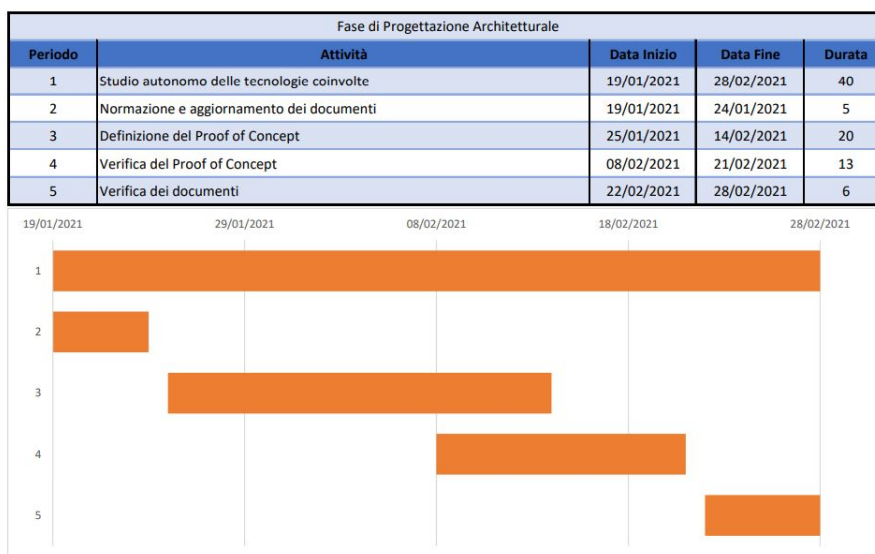 Fase di Progettazione Architetturale
Periodo Attività Data Inizio Data Fine Durata
1 Studio autonomo delle tecnologie coinvolte 19/01/2021 28/02/2021 40
2 Normazione e aggiornamento dei documenti 19/01/2021 24/01/2021 5
3 Definizione del Proof of Concept 25/01/2021 14/02/2021 20
4 Verifica del Proof of Concept 08/02/2021 21/02/2021 13
5 Verifica dei documenti 22/02/2021 28/02/2021 6
19/01/2021 29/01/2021 08/02/2021 18/02/2021 28/02/2021
1
2
3
4
5